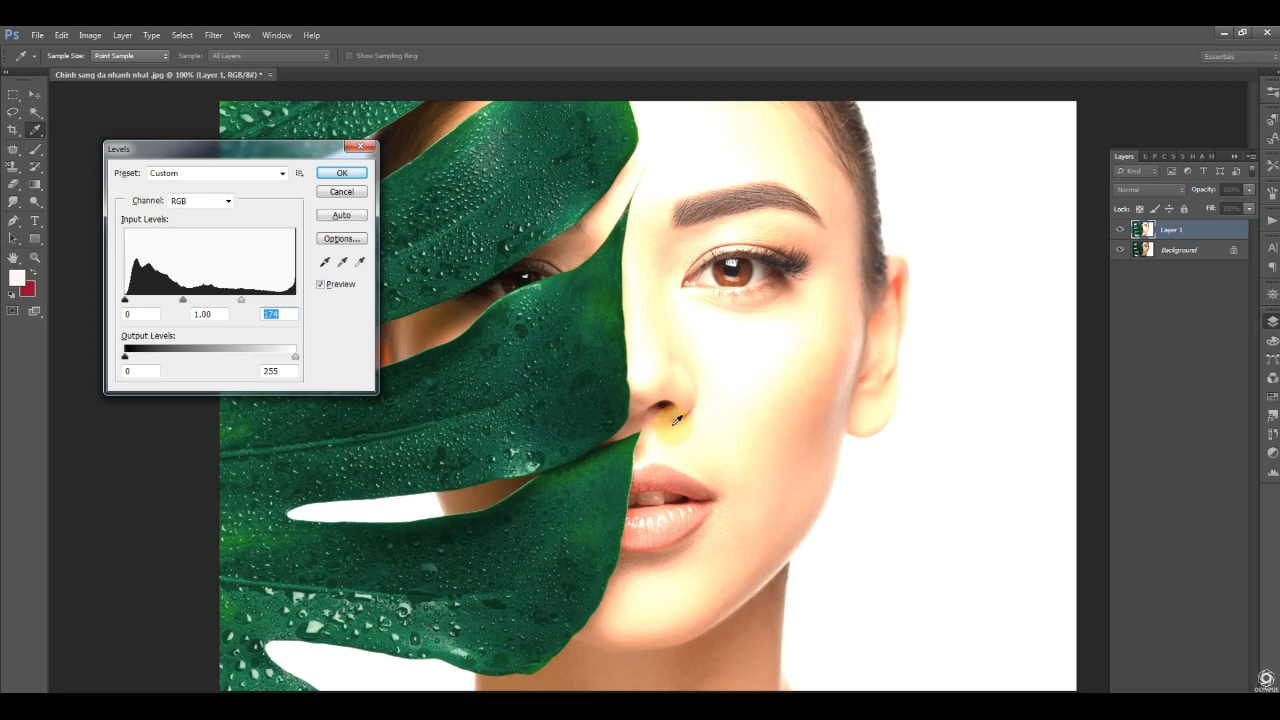 Ps File Edit Image Layer Type Select Filter View Window Help
Sample Size: Point Sample Sample: All Layers Show Sampling Ring Essentials
Chinh sang da nhanh nhat .jpg @ 100% (Layer 1, RGB/8#) * ×
Levels
Preset: Custom OK
Cancel
Channel: RGB
Auto
Input Levels:
Options...
Preview
0 1.00 174
Output Levels:
0 255
Layers C P C S S H A H
Kind
Normal Opacity: 100%
Lock: Fill: 100%
Layer 1
Background
OLYMPUS